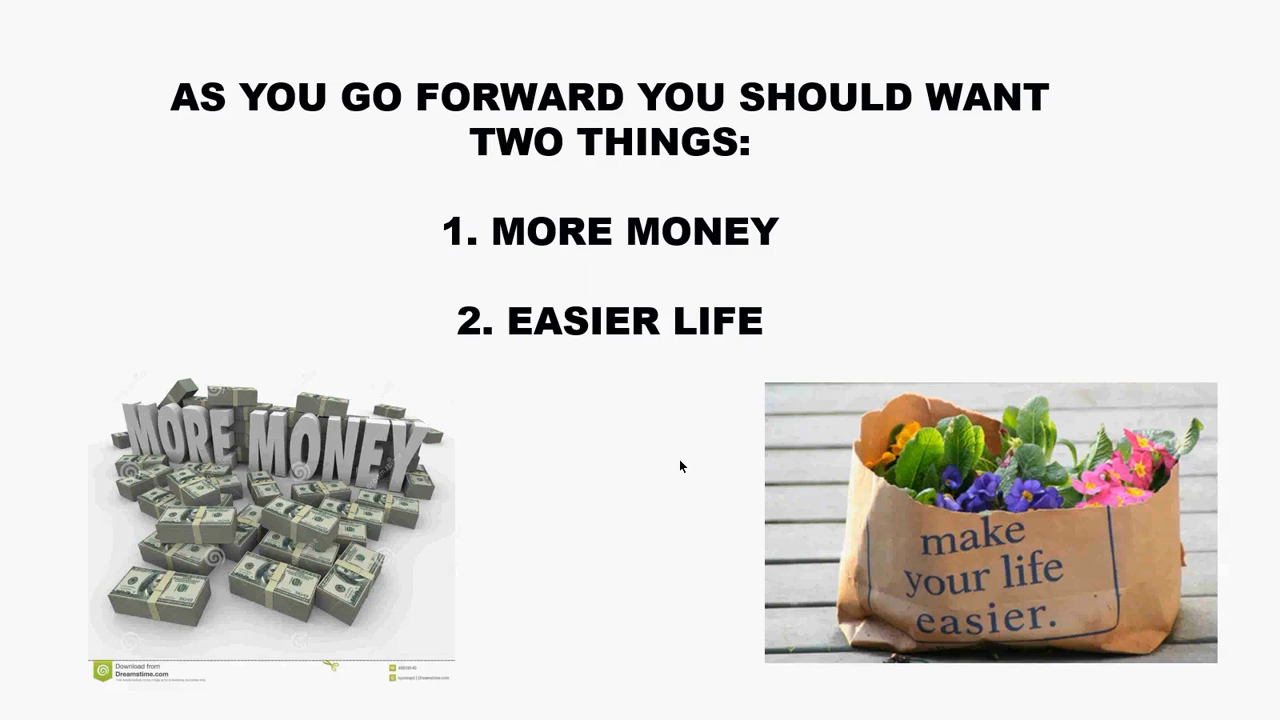 AS YOU GO FORWARD YOU SHOULD WANT
TWO THINGS:
1. MORE MONEY
2. EASIER LIFE
MORE MONEY
make
your life
easier.
Download from
Dreamstime.com